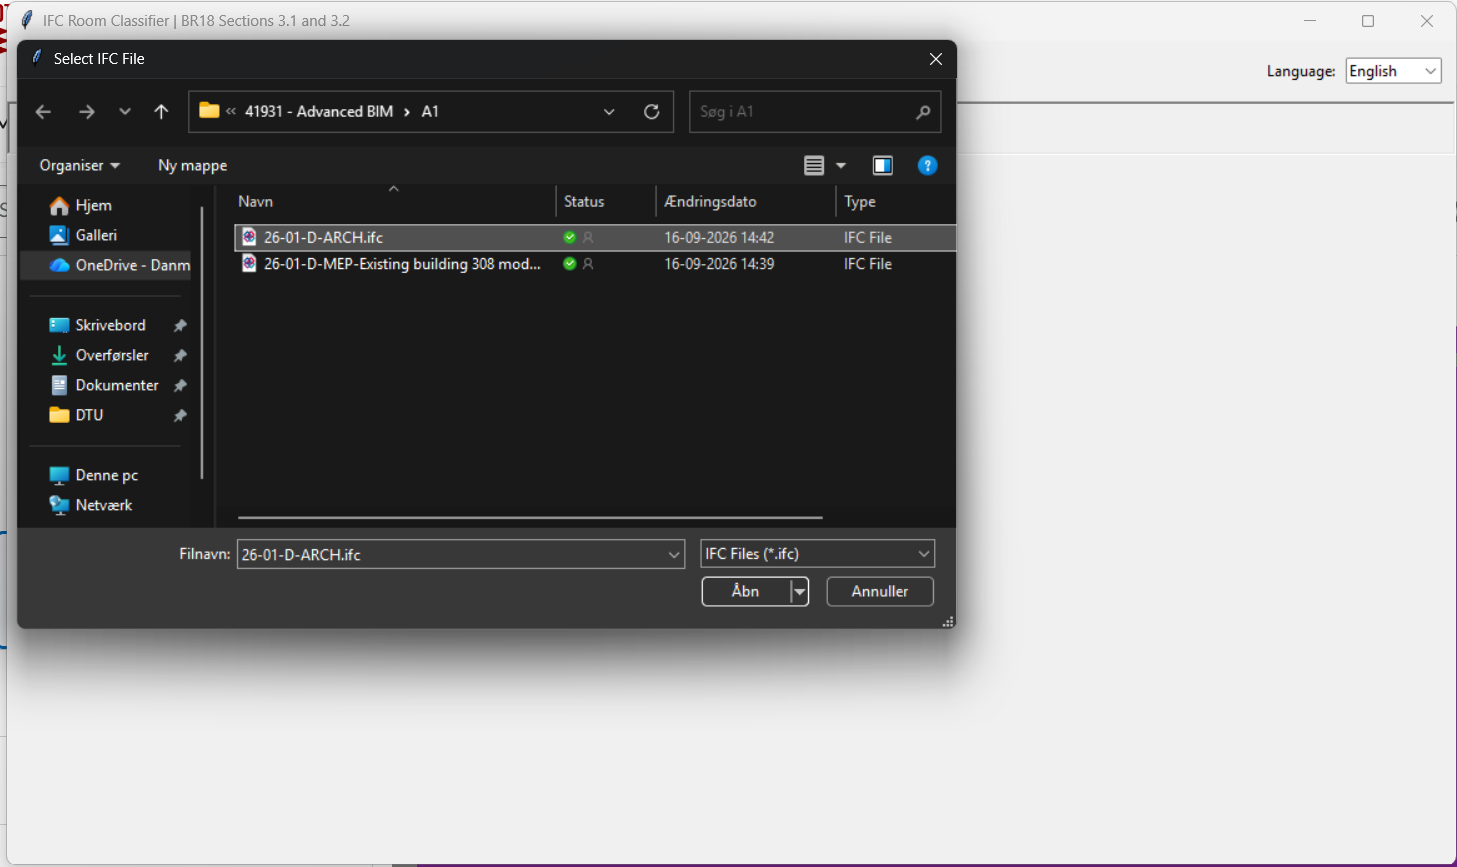 IFC Room Classifier | BR18 Sections 3.1 and 3.2
Select IFC File
Language: English
« 41931 - Advanced BIM › A1
Søg i A1
Organiser
Ny mappe
Navn Status Ændringsdato Type
26-01-D-ARCH.ifc 16-09-2026 14:42 IFC File
26-01-D-MEP-Existing building 308 mod... 16-09-2026 14:39 IFC File
Hjem
Galleri
OneDrive - Danm
Skrivebord
Overførsler
Dokumenter
DTU
Denne pc
Netværk
Filnavn: 26-01-D-ARCH.ifc
IFC Files (*.ifc)
Åbn
Annuller